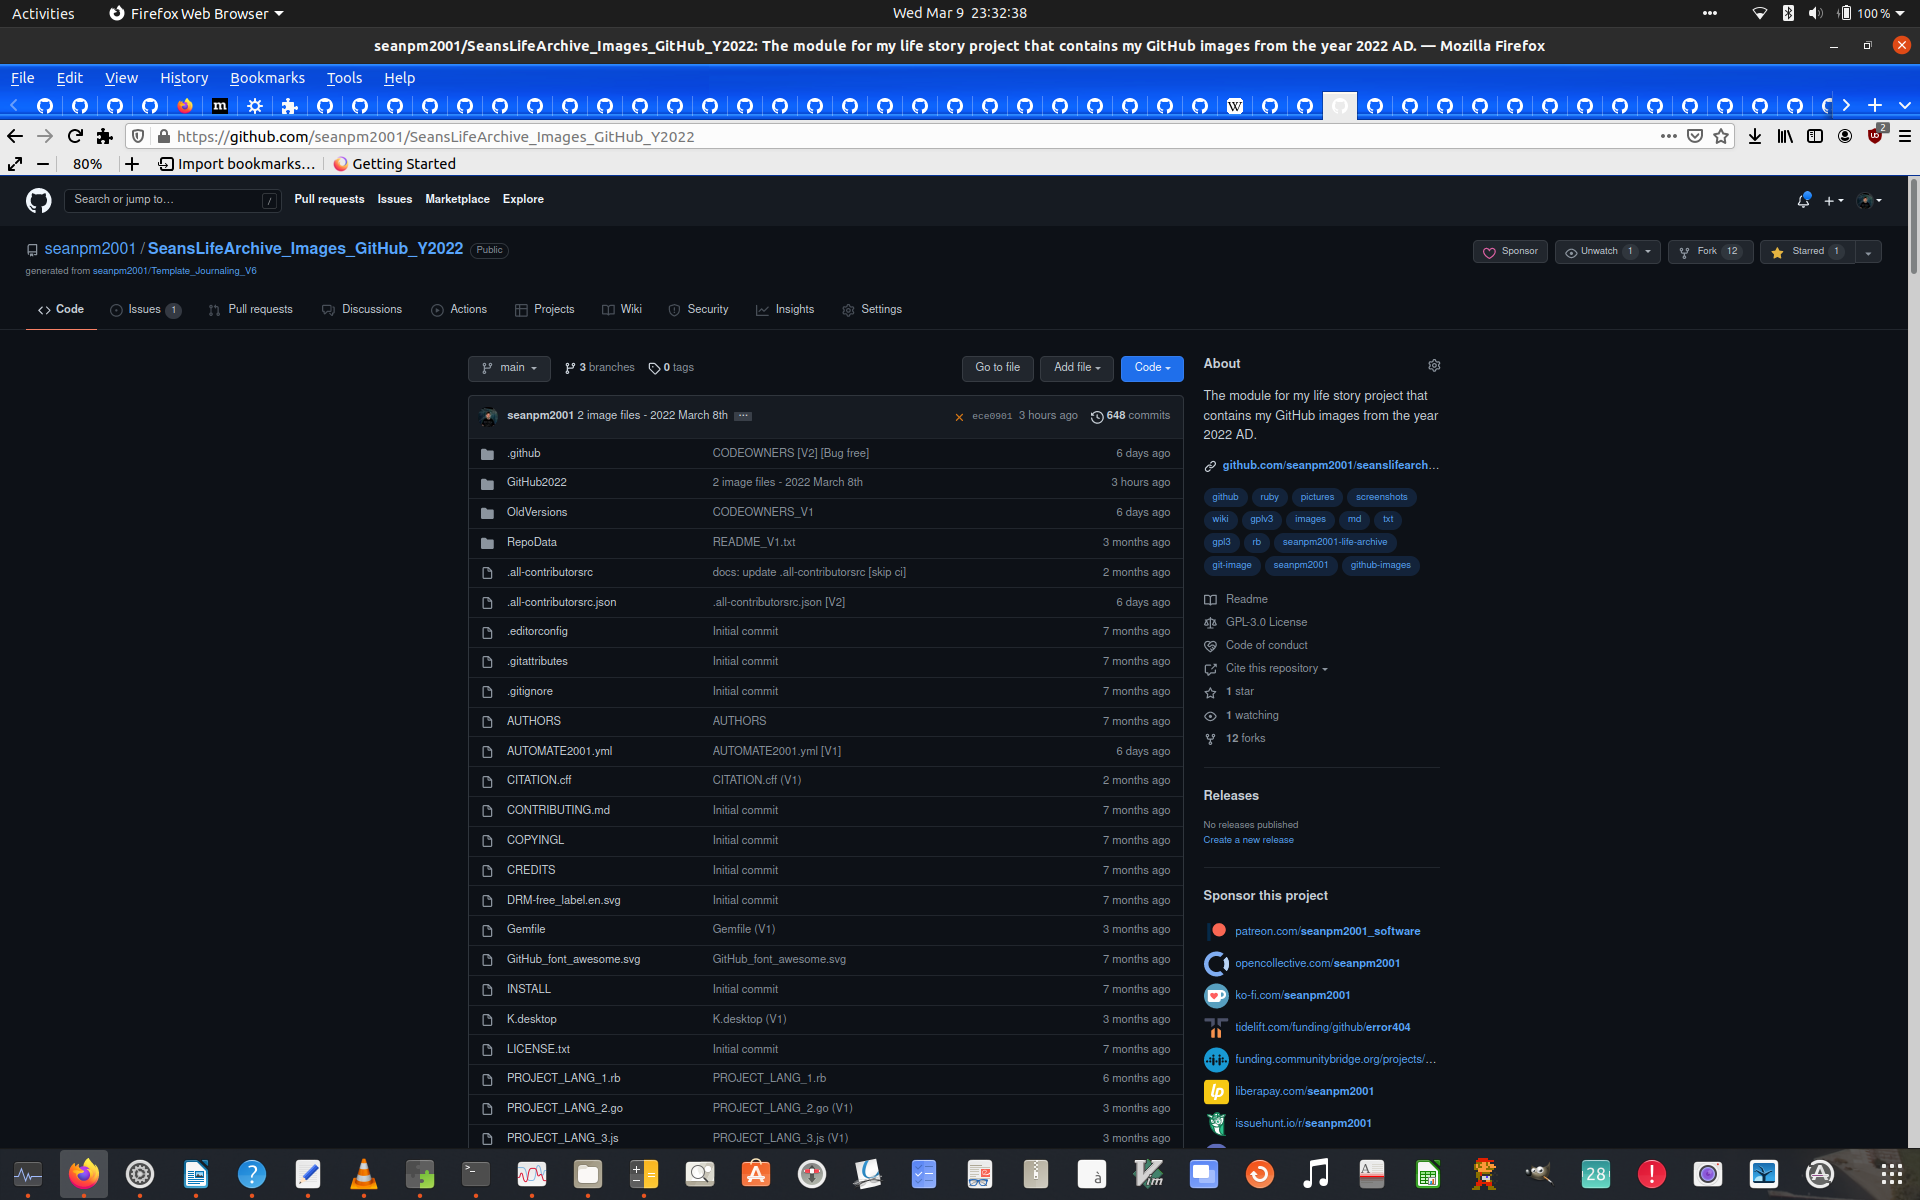 Activities Firefox Web Browser Wed Mar 9 23:32:38 100 %
seanpm2001/SeansLifeArchive_Images_GitHub_Y2022: The module for my life story project that contains my GitHub images from the year 2022 AD. — Mozilla Firefox
File Edit View History Bookmarks Tools Help
https://github.com/seanpm2001/SeansLifeArchive_Images_GitHub_Y2022 2
80% Import bookmarks… Getting Started
Search or jump to… / Pull requests Issues Marketplace Explore
seanpm2001 / SeansLifeArchive_Images_GitHub_Y2022 Public Sponsor Unwatch 1 Fork 12 Starred 1
generated from seanpm2001/Template_Journaling_V6
Code Issues 1 Pull requests Discussions Actions Projects Wiki Security Insights Settings
main 3 branches 0 tags Go to file Add file Code
seanpm2001 2 image files - 2022 March 8th ece0901 3 hours ago 648 commits
.github CODEOWNERS [V2] [Bug free] 6 days ago
GitHub2022 2 image files - 2022 March 8th 3 hours ago
OldVersions CODEOWNERS_V1 6 days ago
RepoData README_V1.txt 3 months ago
.all-contributorsrc docs: update .all-contributorsrc [skip ci] 2 months ago
.all-contributorsrc.json .all-contributorsrc.json [V2] 6 days ago
.editorconfig Initial commit 7 months ago
.gitattributes Initial commit 7 months ago
.gitignore Initial commit 7 months ago
AUTHORS AUTHORS 7 months ago
AUTOMATE2001.yml AUTOMATE2001.yml [V1] 6 days ago
CITATION.cff CITATION.cff (V1) 2 months ago
CONTRIBUTING.md Initial commit 7 months ago
COPYINGL Initial commit 7 months ago
CREDITS Initial commit 7 months ago
DRM-free_label.en.svg Initial commit 7 months ago
Gemfile Gemfile (V1) 3 months ago
GitHub_font_awesome.svg GitHub_font_awesome.svg 7 months ago
INSTALL Initial commit 7 months ago
K.desktop K.desktop (V1) 3 months ago
LICENSE.txt Initial commit 7 months ago
PROJECT_LANG_1.rb PROJECT_LANG_1.rb 6 months ago
PROJECT_LANG_2.go PROJECT_LANG_2.go (V1) 3 months ago
PROJECT_LANG_3.js PROJECT_LANG_3.js (V1) 3 months ago
About
The module for my life story project that
contains my GitHub images from the year
2022 AD.
github.com/seanpm2001/seanslifearch…
github ruby pictures screenshots
wiki gplv3 images md txt
gpl3 rb seanpm2001-life-archive
git-image seanpm2001 github-images
Readme
GPL-3.0 License
Code of conduct
Cite this repository
1 star
1 watching
12 forks
Releases
No releases published
Create a new release
Sponsor this project
patreon.com/seanpm2001_software
opencollective.com/seanpm2001
ko-fi.com/seanpm2001
tidelift.com/funding/github/error404
funding.communitybridge.org/projects/…
liberapay.com/seanpm2001
issuehunt.io/r/seanpm2001
28